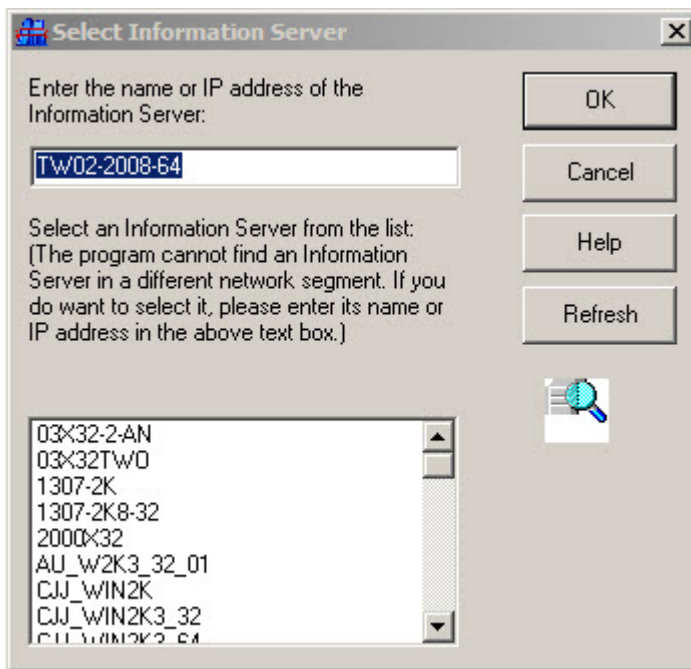 Select Information Server
Enter the name or IP address of the
Information Server:
OK
TW02-2008-64
Cancel
Select an Information Server from the list:
(The program cannot find an Information
Server in a different network segment. If you
do want to select it, please enter its name or
IP address in the above text box.)
Help
Refresh
03X32-2-AN
03X32TWO
1307-2K
1307-2K8-32
2000X32
AU_W2K3_32_01
CJJ_WIN2K
CJJ_WIN2K3_32
CJJ_WIN2K3_64